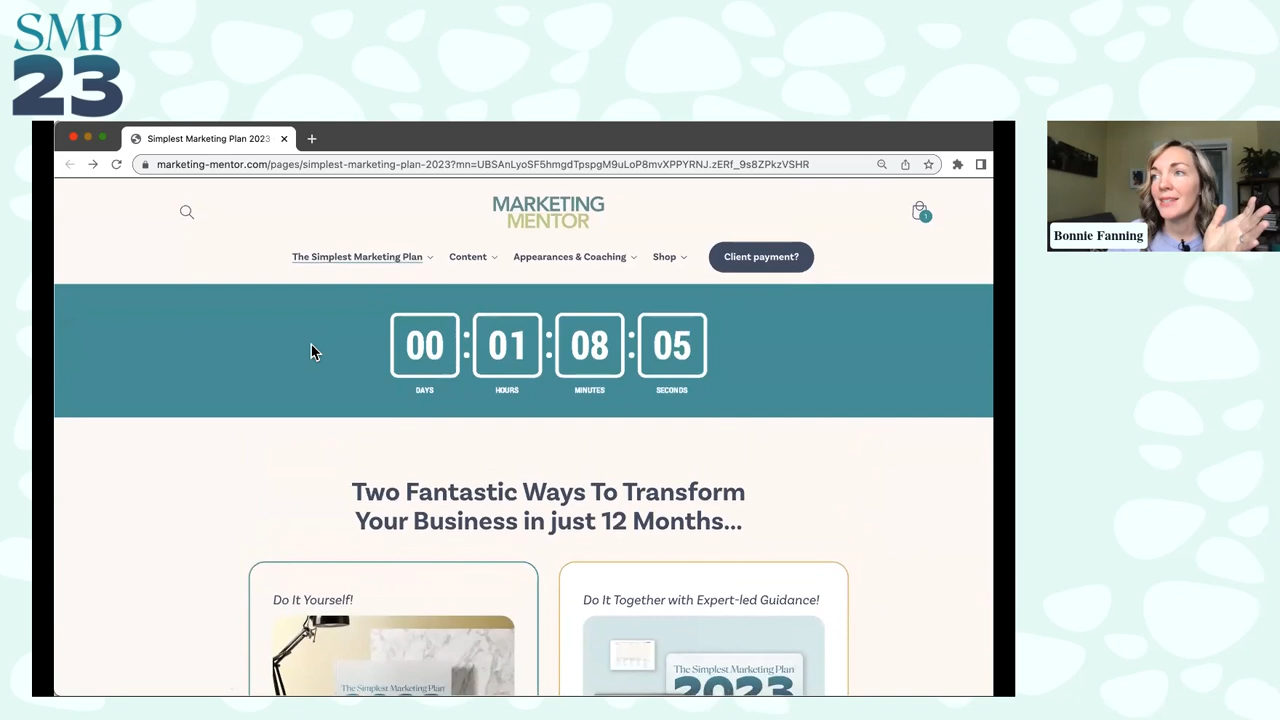 SMP
23
Simplest Marketing Plan 2023
marketing-mentor.com/pages/simplest-marketing-plan-2023?mn=UBSAnLyoSF5hmgdTpspgM9uLoP8mvXPPYRNJ.zERf_9s8ZPkzVSHR
MARKETING
MENTOR
1
The Simplest Marketing Plan
Content
Appearances & Coaching
Shop
Client payment?
00 : 01 : 08 : 05
DAYS HOURS MINUTES SECONDS
Two Fantastic Ways To Transform
Your Business in just 12 Months...
Do It Yourself!
The Simplest Marketing Plan
2023
Do It Together with Expert-led Guidance!
The Simplest Marketing Plan
2023
Bonnie Fanning